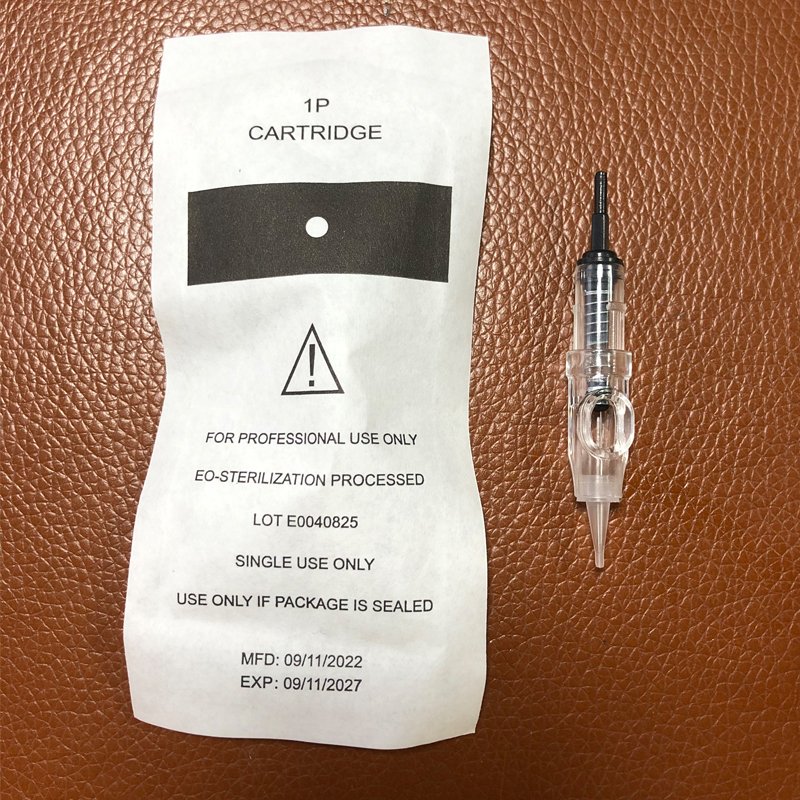 1P
CARTRIDGE
!
FOR PROFESSIONAL USE ONLY
EO-STERILIZATION PROCESSED
LOT E0040825
SINGLE USE ONLY
USE ONLY IF PACKAGE IS SEALED
MFD: 09/11/2022
EXP: 09/11/2027